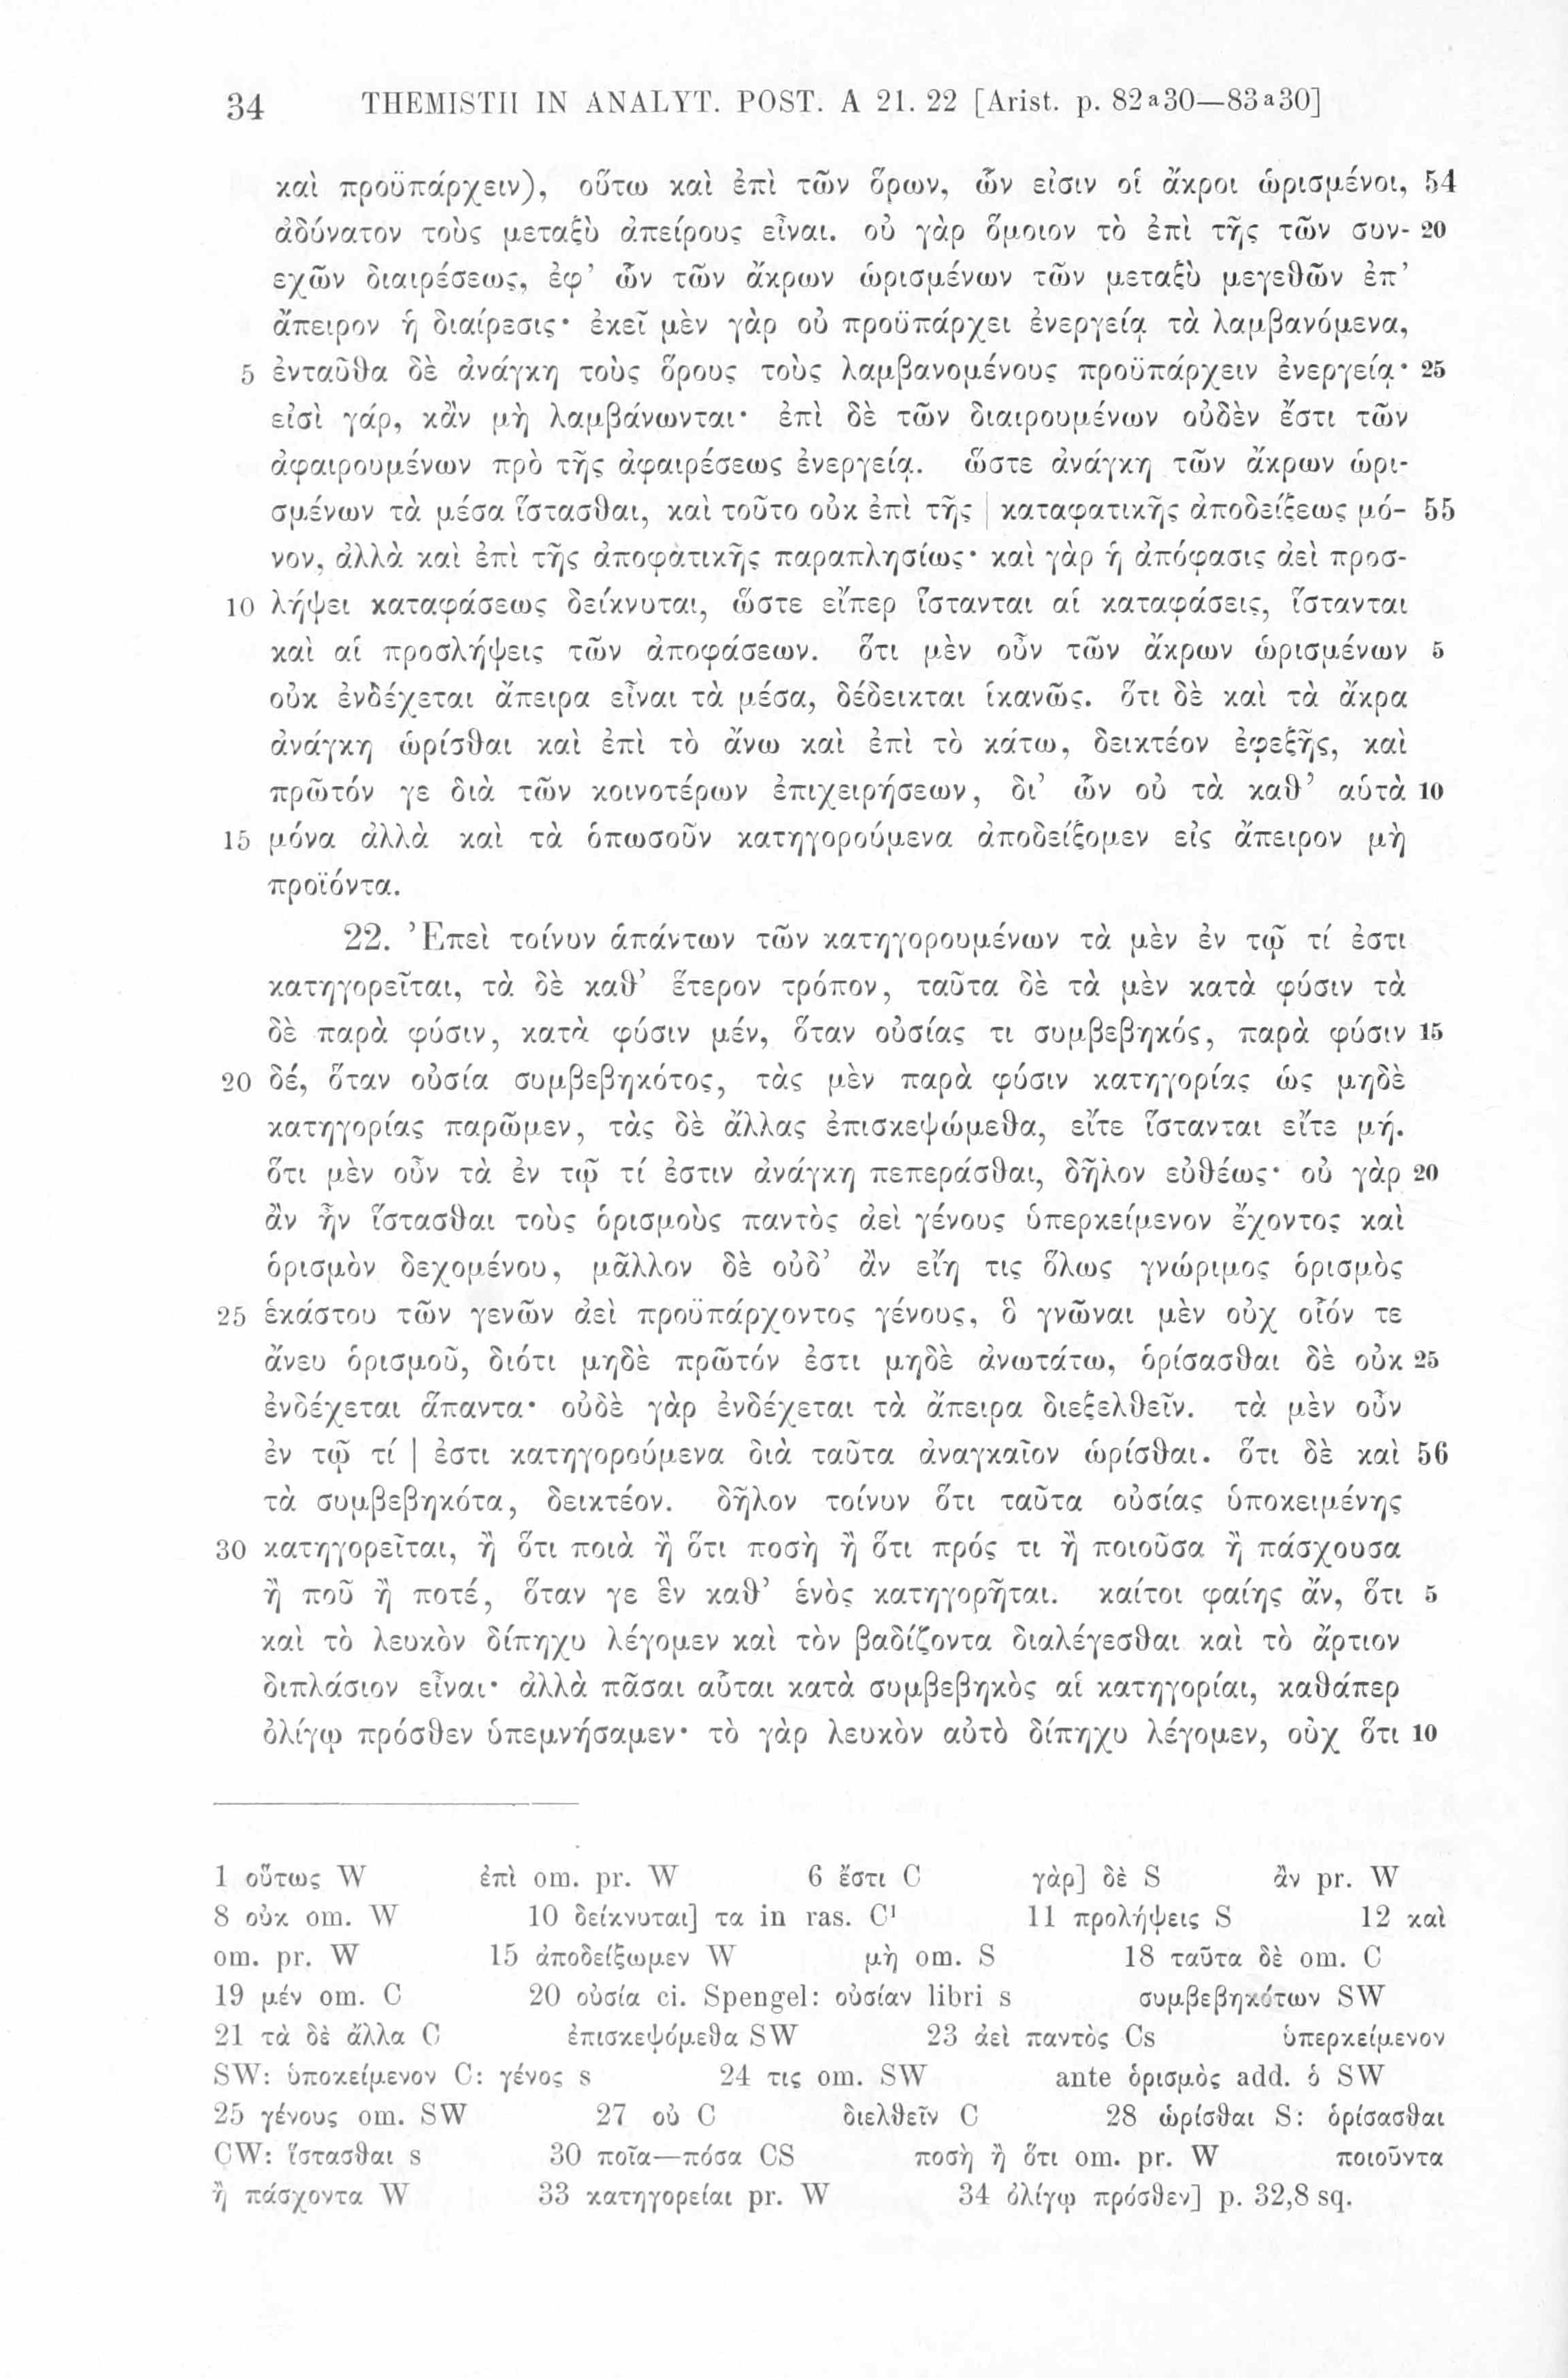 34 THEMISTII IN ANALYT. POST. A 21. 22 [Arist. p. 82a30—83a30]
καὶ προϋπάρχειν), οὕτω καὶ ἐπὶ τῶν ὅρων, ὧν εἰσιν οἱ ἄκροι ὡρισμένοι, 54
ἀδύνατον τοὺς μεταξὺ ἀπείρους εἶναι. οὐ γὰρ ὅμοιον τὸ ἐπὶ τῆς τῶν συν- 20
εχῶν διαιρέσεως, ἐφ’ ὧν τῶν ἄκρων ὡρισμένων τῶν μεταξὺ μεγεθῶν ἐπ’
ἄπειρον ἡ διαίρεσις· ἐκεῖ μὲν γὰρ οὐ προϋπάρχει ἐνεργείᾳ τὰ λαμβανόμενα,
5 ἐνταῦθα δὲ ἀνάγκη τοὺς ὅρους τοὺς λαμβανομένους προϋπάρχειν ἐνεργείᾳ· 25
εἰσὶ γάρ, κἂν μὴ λαμβάνωνται· ἐπὶ δὲ τῶν διαιρουμένων οὐδὲν ἔστι τῶν
ἀφαιρουμένων πρὸ τῆς ἀφαιρέσεως ἐνεργείᾳ. ὥστε ἀνάγκη τῶν ἄκρων ὡρι-
σμένων τὰ μέσα ἵστασθαι, καὶ τοῦτο οὐκ ἐπὶ τῆς | καταφατικῆς ἀποδείξεως μό- 55
νον, ἀλλὰ καὶ ἐπὶ τῆς ἀποφατικῆς παραπλησίως· καὶ γὰρ ἡ ἀπόφασις ἀεὶ προσ-
10 λήψει καταφάσεως δείκνυται, ὥστε εἴπερ ἵστανται αἱ καταφάσεις, ἵστανται
καὶ αἱ προσλήψεις τῶν ἀποφάσεων. ὅτι μὲν οὖν τῶν ἄκρων ὡρισμένων 5
οὐκ ἐνδέχεται ἄπειρα εἶναι τὰ μέσα, δέδεικται ἱκανῶς. ὅτι δὲ καὶ τὰ ἄκρα
ἀνάγκη ὡρίσθαι καὶ ἐπὶ τὸ ἄνω καὶ ἐπὶ τὸ κάτω, δεικτέον ἐφεξῆς, καὶ
πρῶτόν γε διὰ τῶν κοινοτέρων ἐπιχειρήσεων, δι’ ὧν οὐ τὰ καθ’ αὑτὰ 10
15 μόνα ἀλλὰ καὶ τὰ ὁπωσοῦν κατηγορούμενα ἀποδείξομεν εἰς ἄπειρον μὴ
προϊόντα.
22. Ἐπεὶ τοίνυν ἁπάντων τῶν κατηγορουμένων τὰ μὲν ἐν τῷ τί ἐστι
κατηγορεῖται, τὰ δὲ καθ’ ἕτερον τρόπον, ταῦτα δὲ τὰ μὲν κατὰ φύσιν τὰ
δὲ παρὰ φύσιν, κατὰ φύσιν μέν, ὅταν οὐσίας τι συμβεβηκός, παρὰ φύσιν 15
20 δέ, ὅταν οὐσία συμβεβηκότος, τὰς μὲν παρὰ φύσιν κατηγορίας ὡς μηδὲ
κατηγορίας παρῶμεν, τὰς δὲ ἄλλας ἐπισκεψώμεθα, εἴτε ἵστανται εἴτε μή.
ὅτι μὲν οὖν τὰ ἐν τῷ τί ἐστιν ἀνάγκη πεπεράσθαι, δῆλον εὐθέως· οὐ γὰρ 20
ἂν ἦν ἵστασθαι τοὺς ὁρισμοὺς παντὸς ἀεὶ γένους ὑπερκείμενον ἔχοντος καὶ
ὁρισμὸν δεχομένου, μᾶλλον δὲ οὐδ’ ἂν εἴη τις ὅλως γνώριμος ὁρισμὸς
25 ἑκάστου τῶν γενῶν ἀεὶ προϋπάρχοντος γένους, ὃ γνῶναι μὲν οὐχ οἷόν τε
ἄνευ ὁρισμοῦ, διότι μηδὲ πρῶτόν ἐστι μηδὲ ἀνωτάτω, ὁρίσασθαι δὲ οὐκ 25
ἐνδέχεται ἅπαντα· οὐδὲ γὰρ ἐνδέχεται τὰ ἄπειρα διεξελθεῖν. τὰ μὲν οὖν
ἐν τῷ τί | ἐστι κατηγορούμενα διὰ ταῦτα ἀναγκαῖον ὡρίσθαι. ὅτι δὲ καὶ 56
τὰ συμβεβηκότα, δεικτέον. δῆλον τοίνυν ὅτι ταῦτα οὐσίας ὑποκειμένης
30 κατηγορεῖται, ἢ ὅτι ποιὰ ἢ ὅτι ποσὴ ἢ ὅτι πρός τι ἢ ποιοῦσα ἢ πάσχουσα
ἢ ποῦ ἢ ποτέ, ὅταν γε ἓν καθ’ ἑνὸς κατηγορῆται. καίτοι φαίης ἄν, ὅτι 5
καὶ τὸ λευκὸν δίπηχυ λέγομεν καὶ τὸν βαδίζοντα διαλέγεσθαι καὶ τὸ ἄρτιον
διπλάσιον εἶναι· ἀλλὰ πᾶσαι αὗται κατὰ συμβεβηκὸς αἱ κατηγορίαι, καθάπερ
ὀλίγῳ πρόσθεν ὑπεμνήσαμεν· τὸ γὰρ λευκὸν αὐτὸ δίπηχυ λέγομεν, οὐχ ὅτι 10
1 οὕτως W ἐπὶ om. pr. W 6 ἔστι C γὰρ] δὲ S ἂν pr. W
8 οὐκ om. W 10 δείκνυται] τα in ras. C¹ 11 προλήψεις S 12 καὶ
om. pr. W 15 ἀποδείξωμεν W μὴ om. S 18 ταῦτα δὲ om. C
19 μέν om. C 20 οὐσία ci. Spengel: οὐσίαν libri s συμβεβηκότων SW
21 τὰ δὲ ἄλλα C ἐπισκεψόμεθα SW 23 ἀεὶ παντὸς Cs ὑπερκείμενον
SW: ὑποκείμενον C: γένος s 24 τις om. SW ante ὁρισμὸς add. ὁ SW
25 γένους om. SW 27 οὐ C διελθεῖν C 28 ὡρίσθαι S: ὁρίσασθαι
CW: ἵστασθαι s 30 ποῖα—πόσα CS ποσὴ ἢ ὅτι om. pr. W ποιοῦντα
ἢ πάσχοντα W 33 κατηγορεῖαι pr. W 34 ὀλίγῳ πρόσθεν] p. 32,8 sq.